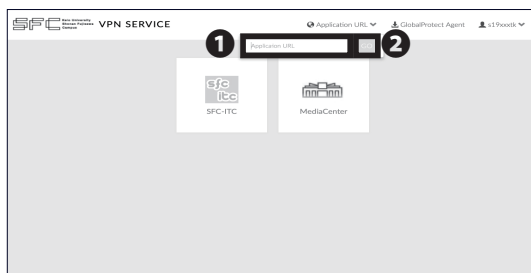 SFC Keio University
Shonan Fujisawa
Campus
VPN SERVICE
Application URL
GlobalProtect Agent
s19xxxtk
1
Application URL
2
sfc
itc
SFC-ITC
MediaCenter